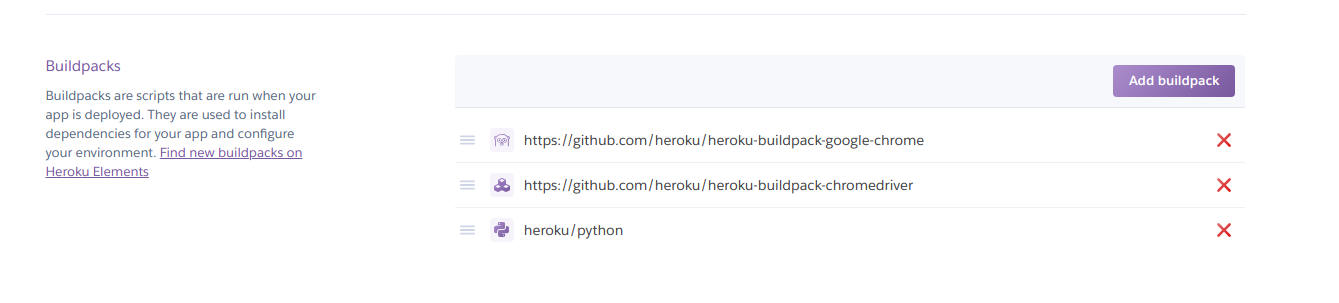 Buildpacks
Buildpacks are scripts that are run when your
app is deployed. They are used to install
dependencies for your app and configure
your environment. Find new buildpacks on
Heroku Elements
Add buildpack
https://github.com/heroku/heroku-buildpack-google-chrome
https://github.com/heroku/heroku-buildpack-chromedriver
heroku/python